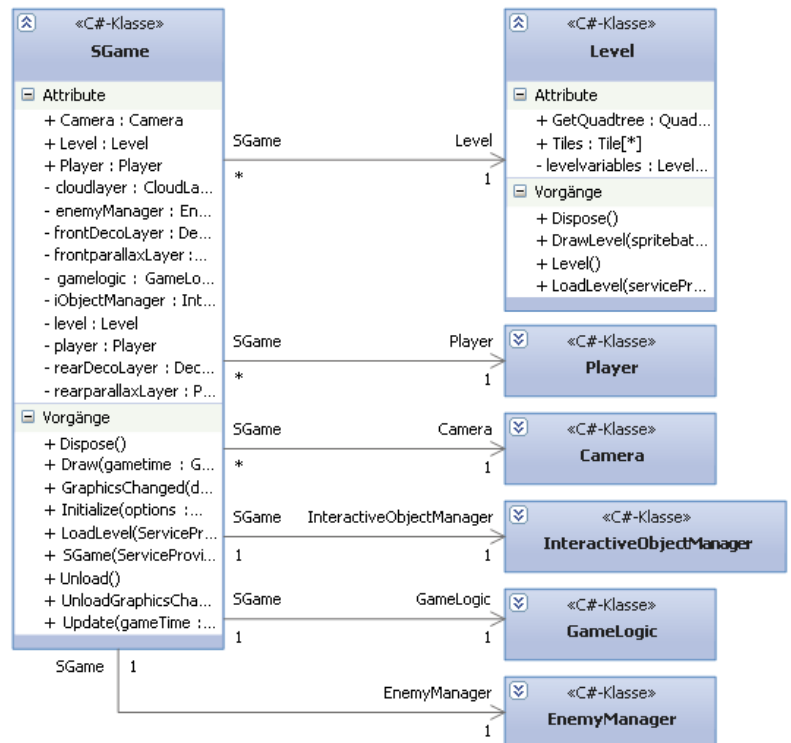 «C#-Klasse»
SGame
Attribute
+ Camera : Camera
+ Level : Level
+ Player : Player
- cloudlayer : CloudLa...
- enemyManager : En...
- frontDecoLayer : De...
- frontparallaxLayer :...
- gamelogic : GameLo...
- iObjectManager : Int...
- level : Level
- player : Player
- rearDecoLayer : Dec...
- rearparallaxLayer : P...
Vorgänge
+ Dispose()
+ Draw(gametime : G...
+ GraphicsChanged(d...
+ Initialize(options :...
+ LoadLevel(ServicePr...
+ SGame(ServiceProvi...
+ Unload()
+ UnloadGraphicsCha...
+ Update(gameTime :...
SGame Level
* 1
«C#-Klasse»
Level
Attribute
+ GetQuadtree : Quad...
+ Tiles : Tile[*]
- levelvariables : Level...
Vorgänge
+ Dispose()
+ DrawLevel(spritebat...
+ Level()
+ LoadLevel(servicePr...
SGame Player
* 1
«C#-Klasse»
Player
SGame Camera
* 1
«C#-Klasse»
Camera
SGame InteractiveObjectManager
1 1
«C#-Klasse»
InteractiveObjectManager
SGame GameLogic
1 1
«C#-Klasse»
GameLogic
SGame 1
EnemyManager
1
«C#-Klasse»
EnemyManager